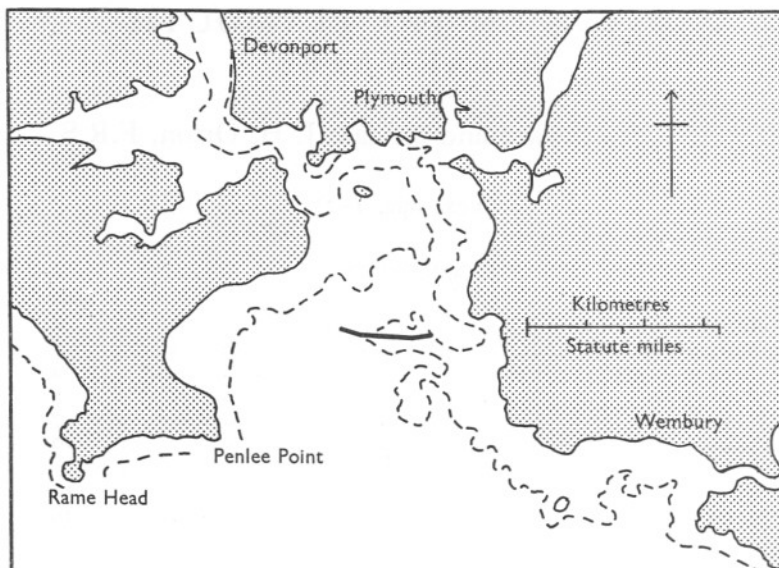 Devonport
Plymouth
Kilometres
Statute miles
Wembury
Penlee Point
Rame Head